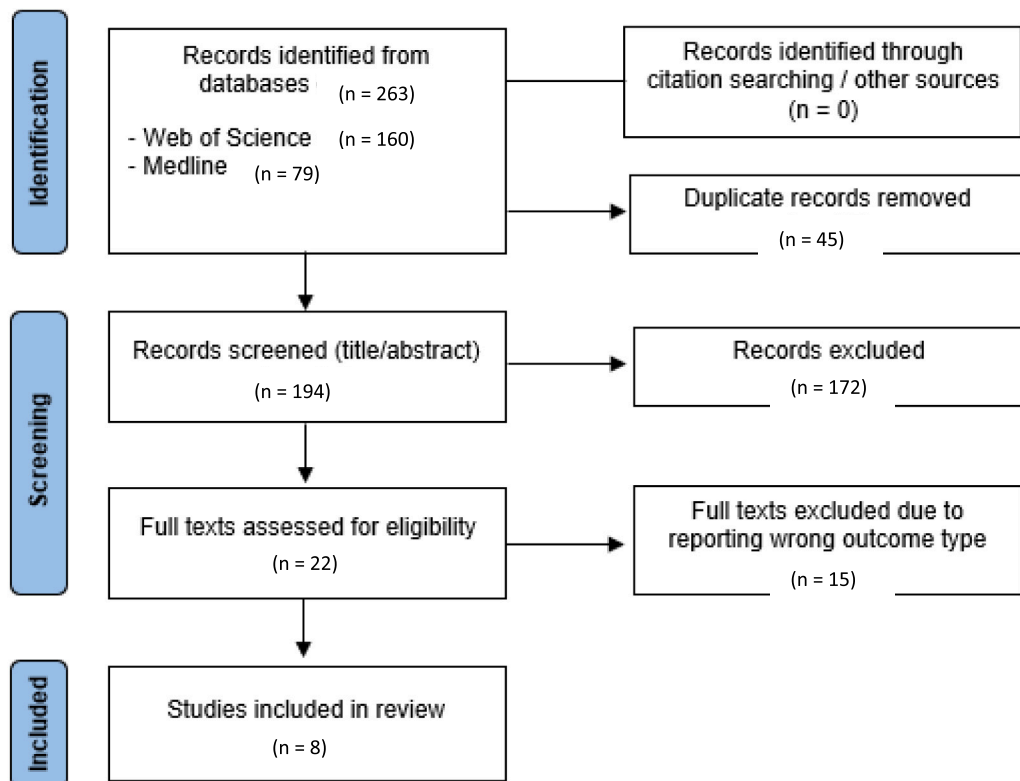 Identification
Records identified from
databases (n = 263)
- Web of Science (n = 160)
- Medline (n = 79)
Records identified through
citation searching / other sources
(n = 0)
Duplicate records removed
(n = 45)
Screening
Records screened (title/abstract)
(n = 194)
Records excluded
(n = 172)
Full texts assessed for eligibility
(n = 22)
Full texts excluded due to
reporting wrong outcome type
(n = 15)
Included
Studies included in review
(n = 8)